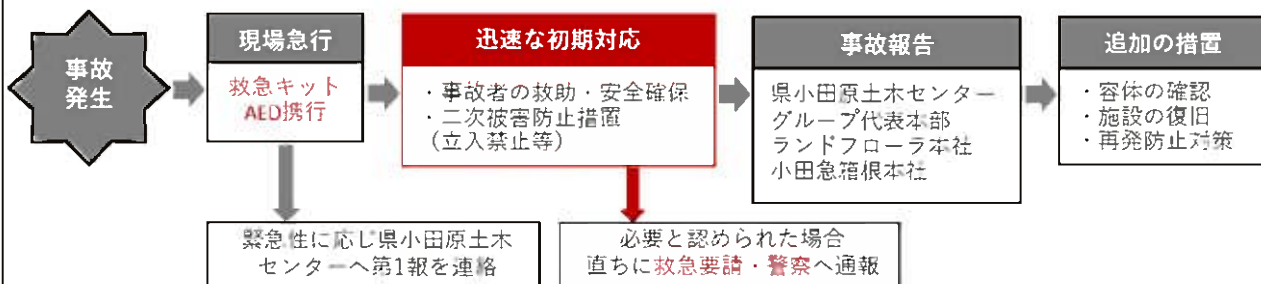 事故
発生
現場急行
救急キット
AED携行
迅速な初期対応
・事故者の救助・安全確保
・二次被害防止措置
(立入禁止等)
事故報告
県小田原土木センター
グループ代表本部
ランドフローラ本社
小田急箱根本社
追加の措置
・容体の確認
・施設の復旧
・再発防止対策
緊急性に応じ県小田原土木
センターへ第1報を連絡
必要と認められた場合
直ちに救急要請・警察へ通報